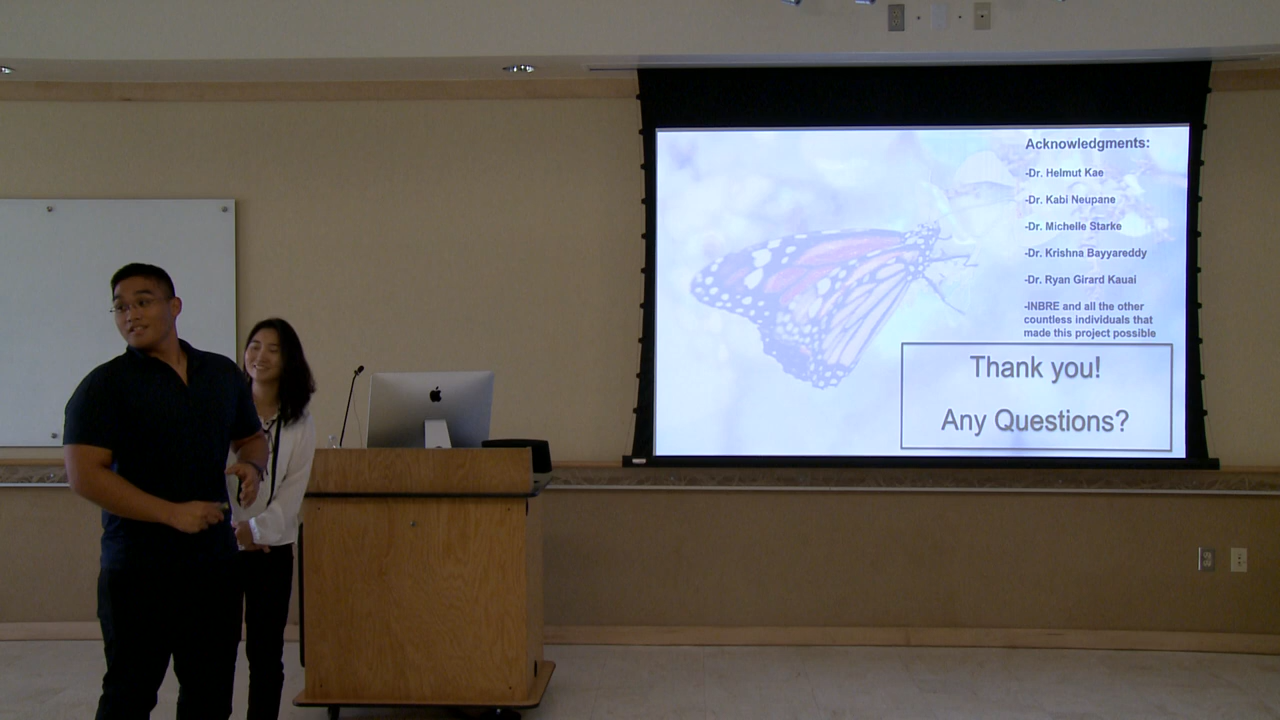 Acknowledgments:
-Dr. Helmut Kae
-Dr. Kabi Neupane
-Dr. Michelle Starke
-Dr. Krishna Bayyareddy
-Dr. Ryan Girard Kauai
-INBRE and all the other
countless individuals that
made this project possible
Thank you!
Any Questions?